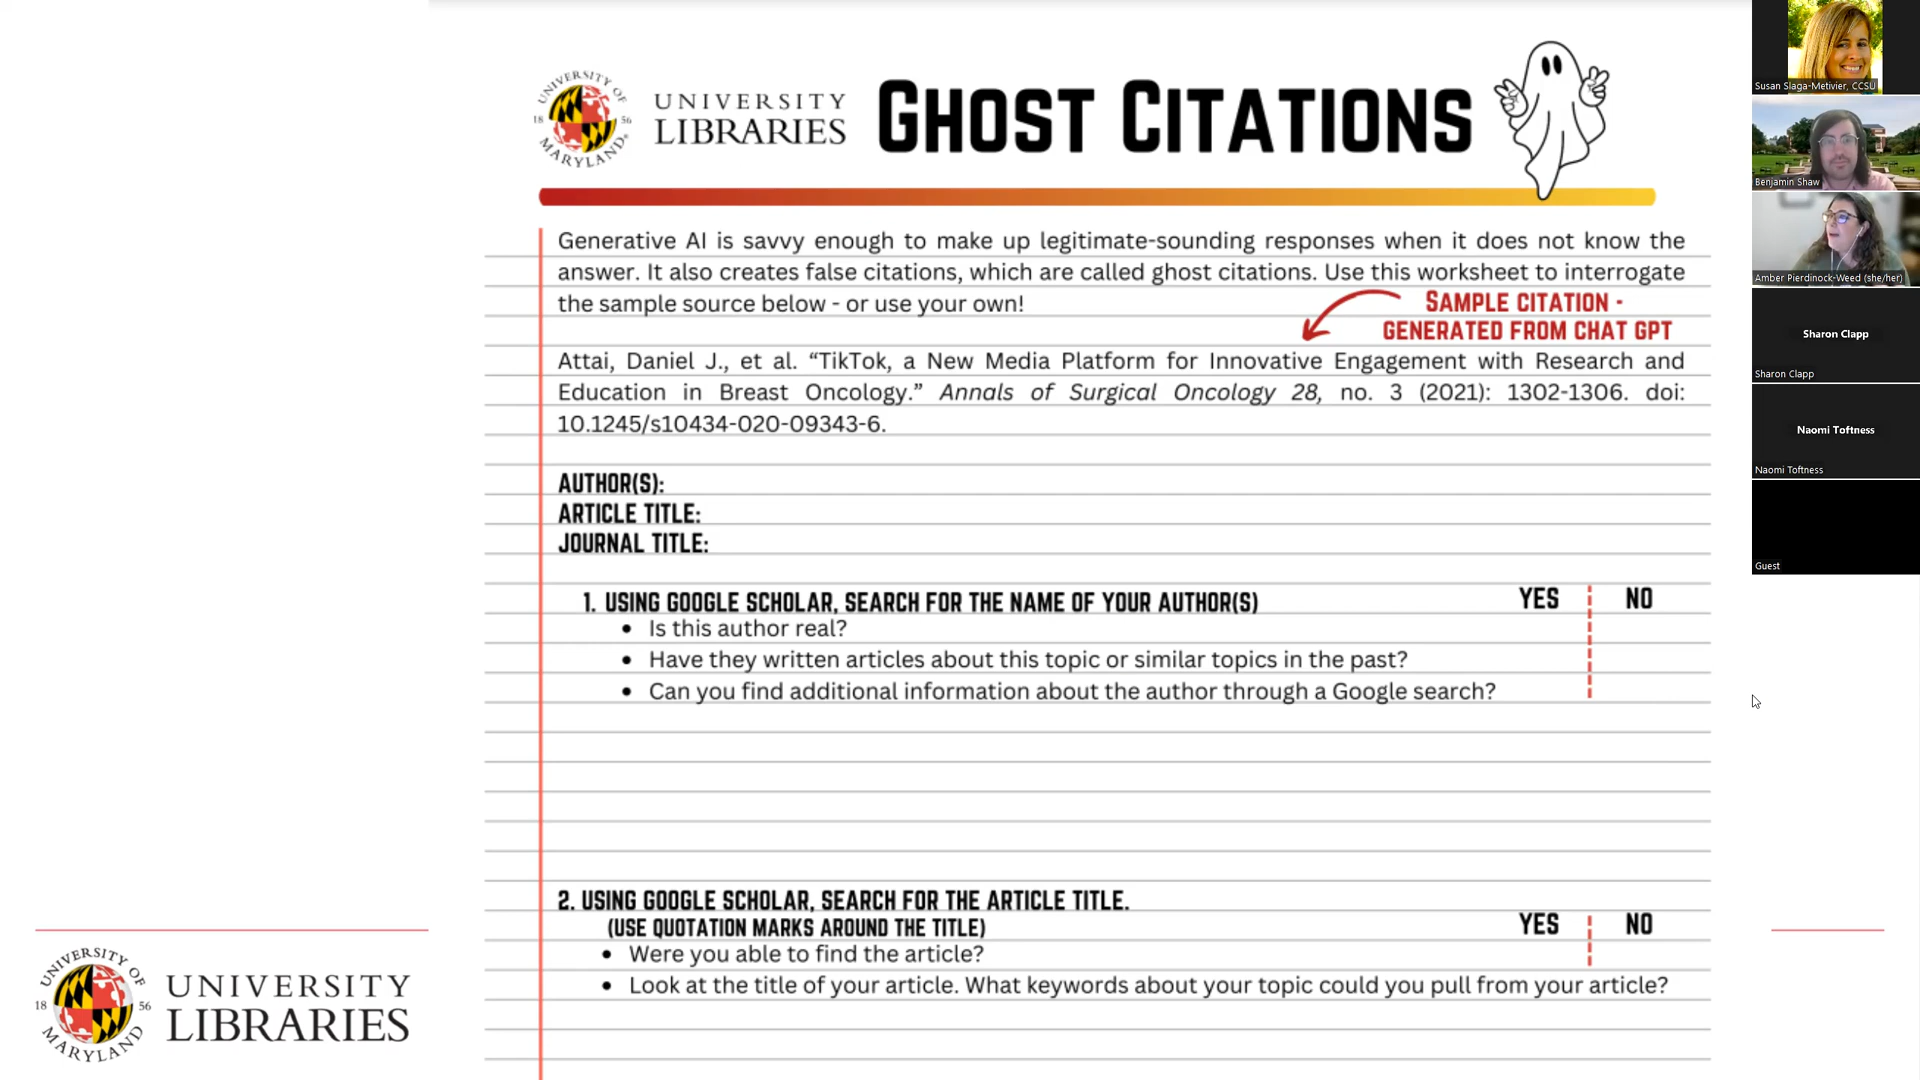 UNIVERSITY OF
18 56
MARYLAND
UNIVERSITY
LIBRARIES
GHOST CITATIONS
Generative AI is savvy enough to make up legitimate-sounding responses when it does not know the
answer. It also creates false citations, which are called ghost citations. Use this worksheet to interrogate
the sample source below - or use your own!
SAMPLE CITATION -
GENERATED FROM CHAT GPT
Attai, Daniel J., et al. “TikTok, a New Media Platform for Innovative Engagement with Research and
Education in Breast Oncology.” Annals of Surgical Oncology 28, no. 3 (2021): 1302-1306. doi:
10.1245/s10434-020-09343-6.
AUTHOR(S):
ARTICLE TITLE:
JOURNAL TITLE:
1. USING GOOGLE SCHOLAR, SEARCH FOR THE NAME OF YOUR AUTHOR(S) YES NO
• Is this author real?
• Have they written articles about this topic or similar topics in the past?
• Can you find additional information about the author through a Google search?
2. USING GOOGLE SCHOLAR, SEARCH FOR THE ARTICLE TITLE.
(USE QUOTATION MARKS AROUND THE TITLE) YES NO
• Were you able to find the article?
• Look at the title of your article. What keywords about your topic could you pull from your article?
UNIVERSITY OF
18 56
MARYLAND
UNIVERSITY
LIBRARIES
Susan Slaga-Metivier, CCSU
Benjamin Shaw
Amber Pierdinock-Weed (she/her)
Sharon Clapp
Sharon Clapp
Naomi Toftness
Naomi Toftness
Guest